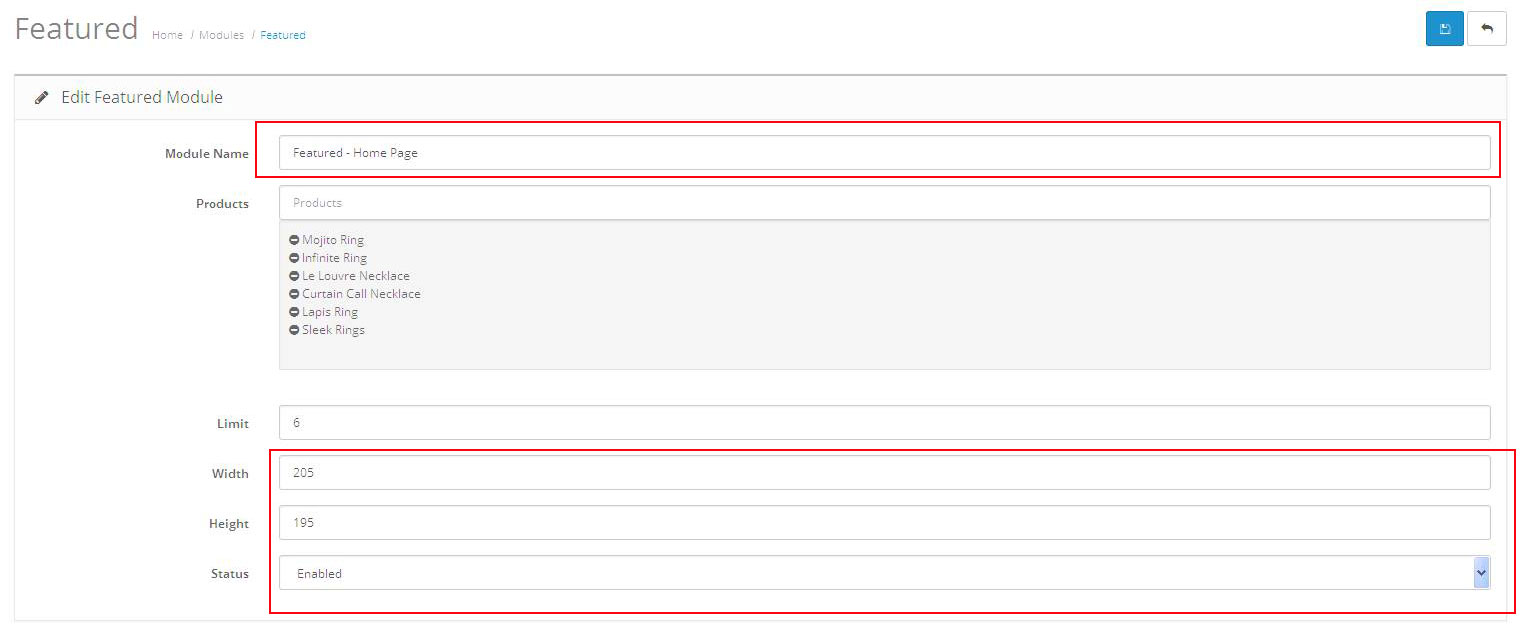 Featured Home / Modules / Featured
Edit Featured Module
Module Name Featured - Home Page
Products Products
Mojito Ring
Infinite Ring
Le Louvre Necklace
Curtain Call Necklace
Lapis Ring
Sleek Rings
Limit 6
Width 205
Height 195
Status Enabled